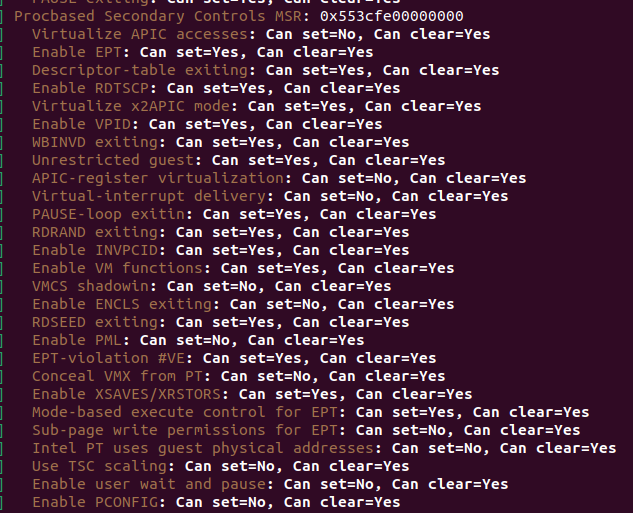 ] PAUSE exiting: Can set=Yes, Can clear=Yes
] Procbased Secondary Controls MSR: 0x553cfe00000000
] Virtualize APIC accesses: Can set=No, Can clear=Yes
] Enable EPT: Can set=Yes, Can clear=Yes
] Descriptor-table exiting: Can set=Yes, Can clear=Yes
] Enable RDTSCP: Can set=Yes, Can clear=Yes
] Virtualize x2APIC mode: Can set=Yes, Can clear=Yes
] Enable VPID: Can set=Yes, Can clear=Yes
] WBINVD exiting: Can set=Yes, Can clear=Yes
] Unrestricted guest: Can set=Yes, Can clear=Yes
] APIC-register virtualization: Can set=No, Can clear=Yes
] Virtual-interrupt delivery: Can set=No, Can clear=Yes
] PAUSE-loop exitin: Can set=Yes, Can clear=Yes
] RDRAND exiting: Can set=Yes, Can clear=Yes
] Enable INVPCID: Can set=Yes, Can clear=Yes
] Enable VM functions: Can set=Yes, Can clear=Yes
] VMCS shadowin: Can set=No, Can clear=Yes
] Enable ENCLS exiting: Can set=No, Can clear=Yes
] RDSEED exiting: Can set=Yes, Can clear=Yes
] Enable PML: Can set=No, Can clear=Yes
] EPT-violation #VE: Can set=Yes, Can clear=Yes
] Conceal VMX from PT: Can set=No, Can clear=Yes
] Enable XSAVES/XRSTORS: Can set=Yes, Can clear=Yes
] Mode-based execute control for EPT: Can set=Yes, Can clear=Yes
] Sub-page write permissions for EPT: Can set=No, Can clear=Yes
] Intel PT uses guest physical addresses: Can set=No, Can clear=Yes
] Use TSC scaling: Can set=No, Can clear=Yes
] Enable user wait and pause: Can set=No, Can clear=Yes
] Enable PCONFIG: Can set=No, Can clear=Yes